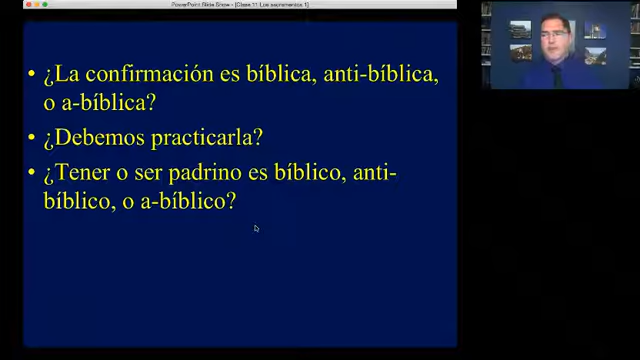 PowerPoint Slide Show - [Clase 11 Los sacramentos 1]
• ¿La confirmación es bíblica, anti-bíblica,
o a-bíblica?
• ¿Debemos practicarla?
• ¿Tener o ser padrino es bíblico, anti-
bíblico, o a-bíblico?